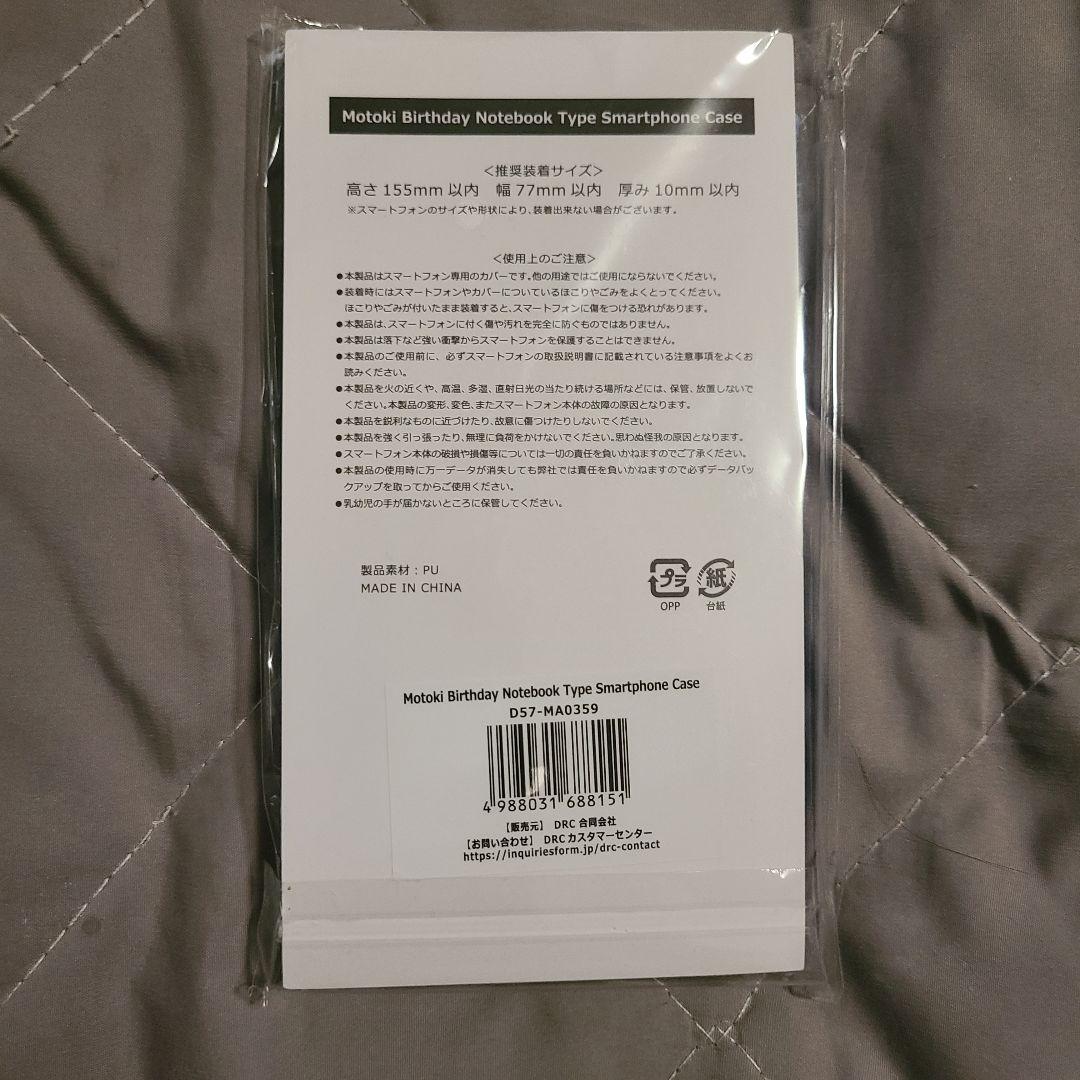 Motoki Birthday Notebook Type Smartphone Case
＜推奨装着サイズ＞
高さ 155mm 以内　幅 77mm 以内　厚み 10mm 以内
※スマートフォンのサイズや形状により、装着出来ない場合がございます。
＜使用上のご注意＞
●本製品はスマートフォン専用のカバーです。他の用途ではご使用にならないでください。
●装着時にはスマートフォンやカバーについているほこりやごみをよくとってください。
ほこりやごみが付いたまま装着すると、スマートフォンに傷をつける恐れがあります。
●本製品は、スマートフォンに付く傷や汚れを完全に防ぐものではありません。
●本製品は落下など強い衝撃からスマートフォンを保護することはできません。
●本製品のご使用前に、必ずスマートフォンの取扱説明書に記載されている注意事項をよくお
読みください。
●本製品を火の近くや、高温、多湿、直射日光の当たり続ける場所などには、保管、放置しないで
ください。本製品の変形、変色、またスマートフォン本体の故障の原因となります。
●本製品を鋭利なものに近づけたり、故意に傷つけたりしないでください。
●本製品を強く引っ張ったり、無理に負荷をかけないでください。思わぬ怪我の原因となります。
●スマートフォン本体の破損や損傷等については一切の責任を負いかねますのでご了承ください。
●本製品の使用時に万一データが消失しても弊社では責任を負いかねますので必ずデータバッ
クアップを取ってからご使用ください。
●乳幼児の手が届かないところに保管してください。
製品素材：PU
MADE IN CHINA
プラ 紙
OPP 台紙
Motoki Birthday Notebook Type Smartphone Case
D57-MA0359
4 988031 688151
【販売元】 DRC 合同会社
【お問い合わせ】 DRC カスタマーセンター
https://inquiriesform.jp/drc-contact